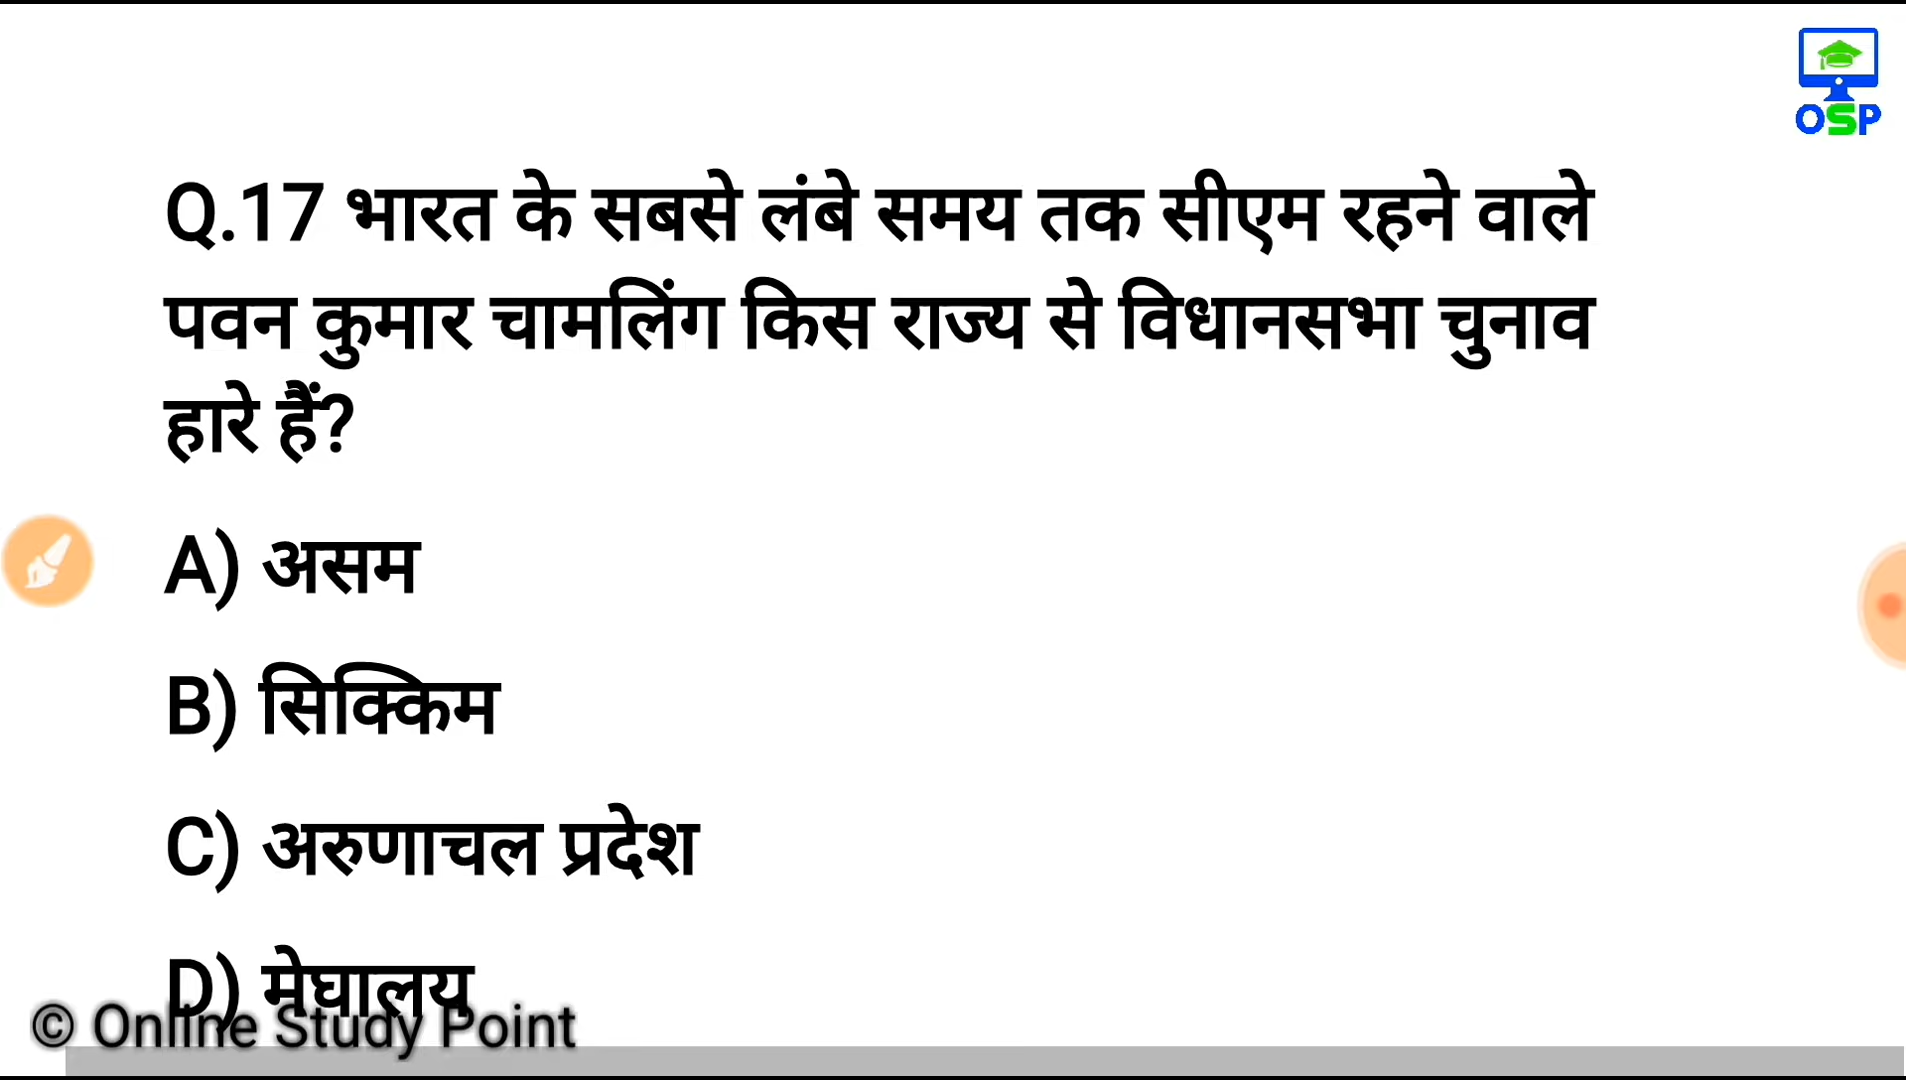 OSP
Q.17 भारत के सबसे लंबे समय तक सीएम रहने वाले
पवन कुमार चामलिंग किस राज्य से विधानसभा चुनाव
हारे हैं?
A) असम
B) सिक्किम
C) अरुणाचल प्रदेश
D) मेघालय
© Online Study Point